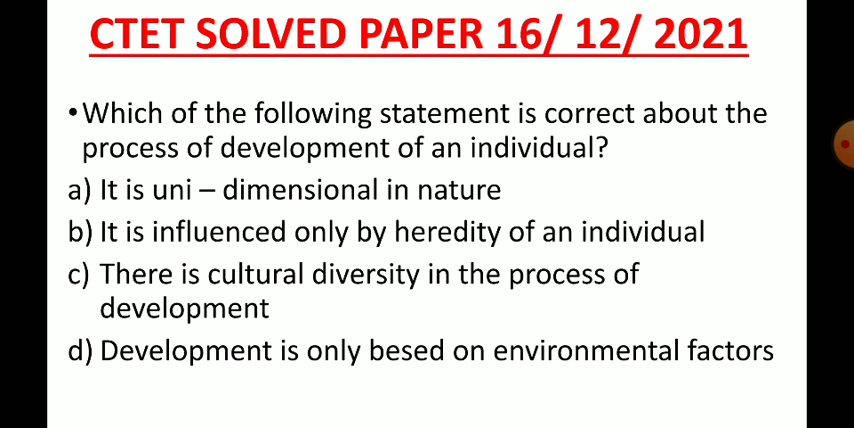 CTET SOLVED PAPER 16/ 12/ 2021
•Which of the following statement is correct about the
process of development of an individual?
a) It is uni – dimensional in nature
b) It is influenced only by heredity of an individual
c) There is cultural diversity in the process of
development
d) Development is only besed on environmental factors